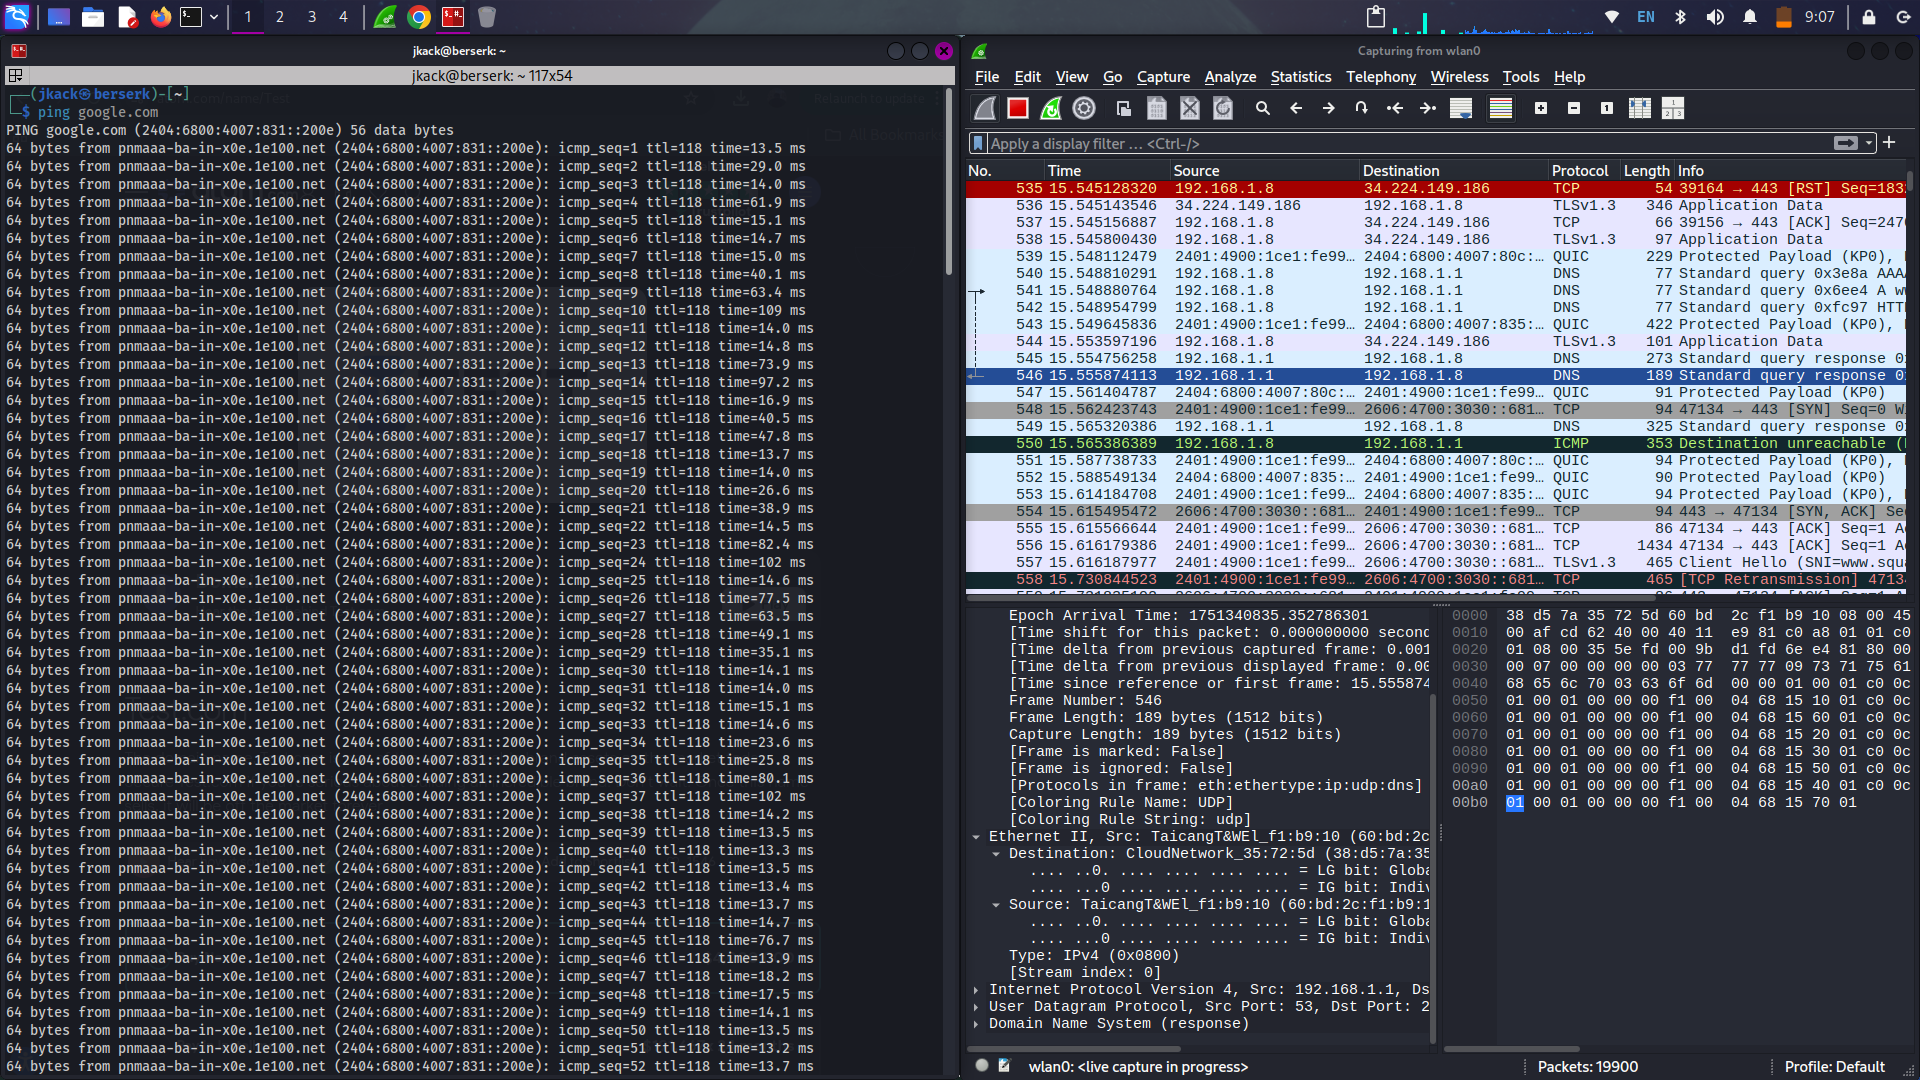 1 2 3 4 EN 9:07
jkack@berserk: ~
jkack@berserk: ~ 117x54
(jkack㉿berserk)-[~]
$ ping google.com
PING google.com (2404:6800:4007:831::200e) 56 data bytes
64 bytes from pnmaaa-ba-in-x0e.1e100.net (2404:6800:4007:831::200e): icmp_seq=1 ttl=118 time=13.5 ms
64 bytes from pnmaaa-ba-in-x0e.1e100.net (2404:6800:4007:831::200e): icmp_seq=2 ttl=118 time=29.0 ms
64 bytes from pnmaaa-ba-in-x0e.1e100.net (2404:6800:4007:831::200e): icmp_seq=3 ttl=118 time=14.0 ms
64 bytes from pnmaaa-ba-in-x0e.1e100.net (2404:6800:4007:831::200e): icmp_seq=4 ttl=118 time=61.9 ms
64 bytes from pnmaaa-ba-in-x0e.1e100.net (2404:6800:4007:831::200e): icmp_seq=5 ttl=118 time=15.1 ms
64 bytes from pnmaaa-ba-in-x0e.1e100.net (2404:6800:4007:831::200e): icmp_seq=6 ttl=118 time=14.7 ms
64 bytes from pnmaaa-ba-in-x0e.1e100.net (2404:6800:4007:831::200e): icmp_seq=7 ttl=118 time=15.0 ms
64 bytes from pnmaaa-ba-in-x0e.1e100.net (2404:6800:4007:831::200e): icmp_seq=8 ttl=118 time=40.1 ms
64 bytes from pnmaaa-ba-in-x0e.1e100.net (2404:6800:4007:831::200e): icmp_seq=9 ttl=118 time=63.4 ms
64 bytes from pnmaaa-ba-in-x0e.1e100.net (2404:6800:4007:831::200e): icmp_seq=10 ttl=118 time=109 ms
64 bytes from pnmaaa-ba-in-x0e.1e100.net (2404:6800:4007:831::200e): icmp_seq=11 ttl=118 time=14.0 ms
64 bytes from pnmaaa-ba-in-x0e.1e100.net (2404:6800:4007:831::200e): icmp_seq=12 ttl=118 time=14.8 ms
64 bytes from pnmaaa-ba-in-x0e.1e100.net (2404:6800:4007:831::200e): icmp_seq=13 ttl=118 time=73.9 ms
64 bytes from pnmaaa-ba-in-x0e.1e100.net (2404:6800:4007:831::200e): icmp_seq=14 ttl=118 time=97.2 ms
64 bytes from pnmaaa-ba-in-x0e.1e100.net (2404:6800:4007:831::200e): icmp_seq=15 ttl=118 time=16.9 ms
64 bytes from pnmaaa-ba-in-x0e.1e100.net (2404:6800:4007:831::200e): icmp_seq=16 ttl=118 time=40.5 ms
64 bytes from pnmaaa-ba-in-x0e.1e100.net (2404:6800:4007:831::200e): icmp_seq=17 ttl=118 time=47.8 ms
64 bytes from pnmaaa-ba-in-x0e.1e100.net (2404:6800:4007:831::200e): icmp_seq=18 ttl=118 time=13.7 ms
64 bytes from pnmaaa-ba-in-x0e.1e100.net (2404:6800:4007:831::200e): icmp_seq=19 ttl=118 time=14.0 ms
64 bytes from pnmaaa-ba-in-x0e.1e100.net (2404:6800:4007:831::200e): icmp_seq=20 ttl=118 time=26.6 ms
64 bytes from pnmaaa-ba-in-x0e.1e100.net (2404:6800:4007:831::200e): icmp_seq=21 ttl=118 time=38.9 ms
64 bytes from pnmaaa-ba-in-x0e.1e100.net (2404:6800:4007:831::200e): icmp_seq=22 ttl=118 time=14.5 ms
64 bytes from pnmaaa-ba-in-x0e.1e100.net (2404:6800:4007:831::200e): icmp_seq=23 ttl=118 time=82.4 ms
64 bytes from pnmaaa-ba-in-x0e.1e100.net (2404:6800:4007:831::200e): icmp_seq=24 ttl=118 time=102 ms
64 bytes from pnmaaa-ba-in-x0e.1e100.net (2404:6800:4007:831::200e): icmp_seq=25 ttl=118 time=14.6 ms
64 bytes from pnmaaa-ba-in-x0e.1e100.net (2404:6800:4007:831::200e): icmp_seq=26 ttl=118 time=77.5 ms
64 bytes from pnmaaa-ba-in-x0e.1e100.net (2404:6800:4007:831::200e): icmp_seq=27 ttl=118 time=63.5 ms
64 bytes from pnmaaa-ba-in-x0e.1e100.net (2404:6800:4007:831::200e): icmp_seq=28 ttl=118 time=49.1 ms
64 bytes from pnmaaa-ba-in-x0e.1e100.net (2404:6800:4007:831::200e): icmp_seq=29 ttl=118 time=35.1 ms
64 bytes from pnmaaa-ba-in-x0e.1e100.net (2404:6800:4007:831::200e): icmp_seq=30 ttl=118 time=14.1 ms
64 bytes from pnmaaa-ba-in-x0e.1e100.net (2404:6800:4007:831::200e): icmp_seq=31 ttl=118 time=14.0 ms
64 bytes from pnmaaa-ba-in-x0e.1e100.net (2404:6800:4007:831::200e): icmp_seq=32 ttl=118 time=15.1 ms
64 bytes from pnmaaa-ba-in-x0e.1e100.net (2404:6800:4007:831::200e): icmp_seq=33 ttl=118 time=14.6 ms
64 bytes from pnmaaa-ba-in-x0e.1e100.net (2404:6800:4007:831::200e): icmp_seq=34 ttl=118 time=23.6 ms
64 bytes from pnmaaa-ba-in-x0e.1e100.net (2404:6800:4007:831::200e): icmp_seq=35 ttl=118 time=25.8 ms
64 bytes from pnmaaa-ba-in-x0e.1e100.net (2404:6800:4007:831::200e): icmp_seq=36 ttl=118 time=80.1 ms
64 bytes from pnmaaa-ba-in-x0e.1e100.net (2404:6800:4007:831::200e): icmp_seq=37 ttl=118 time=102 ms
64 bytes from pnmaaa-ba-in-x0e.1e100.net (2404:6800:4007:831::200e): icmp_seq=38 ttl=118 time=14.2 ms
64 bytes from pnmaaa-ba-in-x0e.1e100.net (2404:6800:4007:831::200e): icmp_seq=39 ttl=118 time=13.5 ms
64 bytes from pnmaaa-ba-in-x0e.1e100.net (2404:6800:4007:831::200e): icmp_seq=40 ttl=118 time=13.3 ms
64 bytes from pnmaaa-ba-in-x0e.1e100.net (2404:6800:4007:831::200e): icmp_seq=41 ttl=118 time=13.5 ms
64 bytes from pnmaaa-ba-in-x0e.1e100.net (2404:6800:4007:831::200e): icmp_seq=42 ttl=118 time=13.4 ms
64 bytes from pnmaaa-ba-in-x0e.1e100.net (2404:6800:4007:831::200e): icmp_seq=43 ttl=118 time=13.7 ms
64 bytes from pnmaaa-ba-in-x0e.1e100.net (2404:6800:4007:831::200e): icmp_seq=44 ttl=118 time=14.7 ms
64 bytes from pnmaaa-ba-in-x0e.1e100.net (2404:6800:4007:831::200e): icmp_seq=45 ttl=118 time=76.7 ms
64 bytes from pnmaaa-ba-in-x0e.1e100.net (2404:6800:4007:831::200e): icmp_seq=46 ttl=118 time=13.9 ms
64 bytes from pnmaaa-ba-in-x0e.1e100.net (2404:6800:4007:831::200e): icmp_seq=47 ttl=118 time=18.2 ms
64 bytes from pnmaaa-ba-in-x0e.1e100.net (2404:6800:4007:831::200e): icmp_seq=48 ttl=118 time=17.5 ms
64 bytes from pnmaaa-ba-in-x0e.1e100.net (2404:6800:4007:831::200e): icmp_seq=49 ttl=118 time=14.1 ms
64 bytes from pnmaaa-ba-in-x0e.1e100.net (2404:6800:4007:831::200e): icmp_seq=50 ttl=118 time=13.5 ms
64 bytes from pnmaaa-ba-in-x0e.1e100.net (2404:6800:4007:831::200e): icmp_seq=51 ttl=118 time=13.2 ms
64 bytes from pnmaaa-ba-in-x0e.1e100.net (2404:6800:4007:831::200e): icmp_seq=52 ttl=118 time=13.7 ms
Capturing from wlan0
File Edit View Go Capture Analyze Statistics Telephony Wireless Tools Help
Apply a display filter … <Ctrl-/>
No. Time Source Destination Protocol Length Info
535 15.545128320 192.168.1.8 34.224.149.186 TCP 54 39164 → 443 [RST] Seq=183
536 15.545143546 34.224.149.186 192.168.1.8 TLSv1.3 346 Application Data
537 15.545156887 192.168.1.8 34.224.149.186 TCP 66 39156 → 443 [ACK] Seq=247
538 15.545800430 192.168.1.8 34.224.149.186 TLSv1.3 97 Application Data
539 15.548112479 2401:4900:1ce1:fe99… 2404:6800:4007:80c:… QUIC 229 Protected Payload (KP0),
540 15.548810291 192.168.1.8 192.168.1.1 DNS 77 Standard query 0x3e8a AAA
541 15.548880764 192.168.1.8 192.168.1.1 DNS 77 Standard query 0x6ee4 A w
542 15.548954799 192.168.1.8 192.168.1.1 DNS 77 Standard query 0xfc97 HTT
543 15.549645836 2401:4900:1ce1:fe99… 2404:6800:4007:835:… QUIC 422 Protected Payload (KP0),
544 15.553597196 192.168.1.8 34.224.149.186 TLSv1.3 101 Application Data
545 15.554756258 192.168.1.1 192.168.1.8 DNS 273 Standard query response 0
546 15.555874113 192.168.1.1 192.168.1.8 DNS 189 Standard query response 0
547 15.561404787 2404:6800:4007:80c:… 2401:4900:1ce1:fe99… QUIC 91 Protected Payload (KP0)
548 15.562423743 2401:4900:1ce1:fe99… 2606:4700:3030::681… TCP 94 47134 → 443 [SYN] Seq=0 W
549 15.565320386 192.168.1.1 192.168.1.8 DNS 325 Standard query response 0
550 15.565386389 192.168.1.8 192.168.1.1 ICMP 353 Destination unreachable (
551 15.587738733 2401:4900:1ce1:fe99… 2404:6800:4007:80c:… QUIC 94 Protected Payload (KP0),
552 15.588549134 2404:6800:4007:835:… 2401:4900:1ce1:fe99… QUIC 90 Protected Payload (KP0)
553 15.614184708 2401:4900:1ce1:fe99… 2404:6800:4007:835:… QUIC 94 Protected Payload (KP0),
554 15.615495472 2606:4700:3030::681… 2401:4900:1ce1:fe99… TCP 94 443 → 47134 [SYN, ACK] Se
555 15.615566644 2401:4900:1ce1:fe99… 2606:4700:3030::681… TCP 86 47134 → 443 [ACK] Seq=1 A
556 15.616179386 2401:4900:1ce1:fe99… 2606:4700:3030::681… TCP 1434 47134 → 443 [ACK] Seq=1 A
557 15.616187977 2401:4900:1ce1:fe99… 2606:4700:3030::681… TLSv1.3 465 Client Hello (SNI=www.squ
558 15.730844523 2401:4900:1ce1:fe99… 2606:4700:3030::681… TCP 465 [TCP Retransmission] 4713
Epoch Arrival Time: 1751340835.352786301
[Time shift for this packet: 0.000000000 second
[Time delta from previous captured frame: 0.001
[Time delta from previous displayed frame: 0.00
[Time since reference or first frame: 15.555874
Frame Number: 546
Frame Length: 189 bytes (1512 bits)
Capture Length: 189 bytes (1512 bits)
[Frame is marked: False]
[Frame is ignored: False]
[Protocols in frame: eth:ethertype:ip:udp:dns]
[Coloring Rule Name: UDP]
[Coloring Rule String: udp]
Ethernet II, Src: TaicangT&WEl_f1:b9:10 (60:bd:2c
Destination: CloudNetwork_35:72:5d (38:d5:7a:35
.... ..0. .... .... .... .... = LG bit: Globa
.... ...0 .... .... .... .... = IG bit: Indiv
Source: TaicangT&WEl_f1:b9:10 (60:bd:2c:f1:b9:1
.... ..0. .... .... .... .... = LG bit: Globa
.... ...0 .... .... .... .... = IG bit: Indiv
Type: IPv4 (0x0800)
[Stream index: 0]
Internet Protocol Version 4, Src: 192.168.1.1, Ds
User Datagram Protocol, Src Port: 53, Dst Port: 2
Domain Name System (response)
0000 38 d5 7a 35 72 5d 60 bd 2c f1 b9 10 08 00 45
0010 00 af cd 62 40 00 40 11 e9 81 c0 a8 01 01 c0
0020 01 08 00 35 5e fd 00 9b d1 fd 6e e4 81 80 00
0030 00 07 00 00 00 00 03 77 77 77 09 73 71 75 61
0040 68 65 6c 70 03 63 6f 6d 00 00 01 00 01 c0 0c
0050 01 00 01 00 00 00 f1 00 04 68 15 10 01 c0 0c
0060 01 00 01 00 00 00 f1 00 04 68 15 60 01 c0 0c
0070 01 00 01 00 00 00 f1 00 04 68 15 20 01 c0 0c
0080 01 00 01 00 00 00 f1 00 04 68 15 30 01 c0 0c
0090 01 00 01 00 00 00 f1 00 04 68 15 50 01 c0 0c
00a0 01 00 01 00 00 00 f1 00 04 68 15 40 01 c0 0c
00b0 01 00 01 00 00 00 f1 00 04 68 15 70 01
wlan0: <live capture in progress> Packets: 19900 Profile: Default